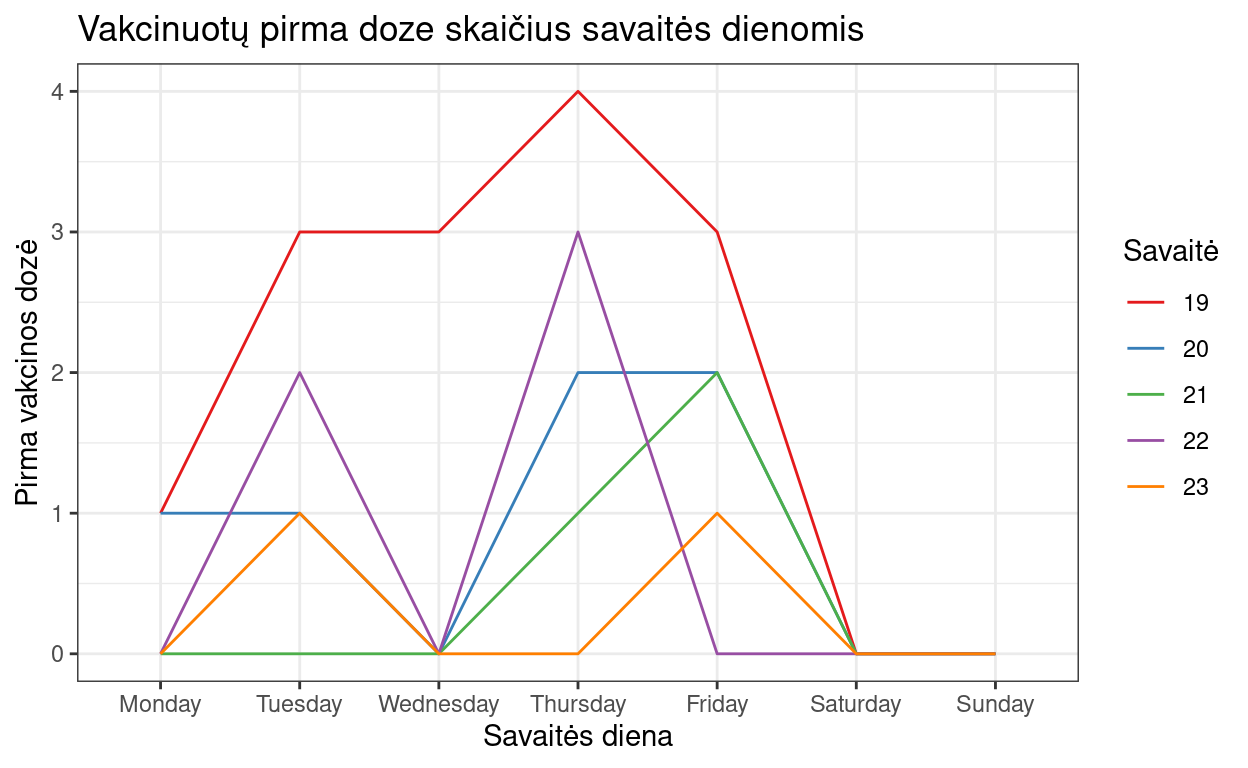 Vakcinuotų pirma doze skaičius savaitės dienomis
Pirma vakcinos dozė
4
3
2
1
0
Monday Tuesday Wednesday Thursday Friday Saturday Sunday
Savaitės diena
Savaitė
19
20
21
22
23